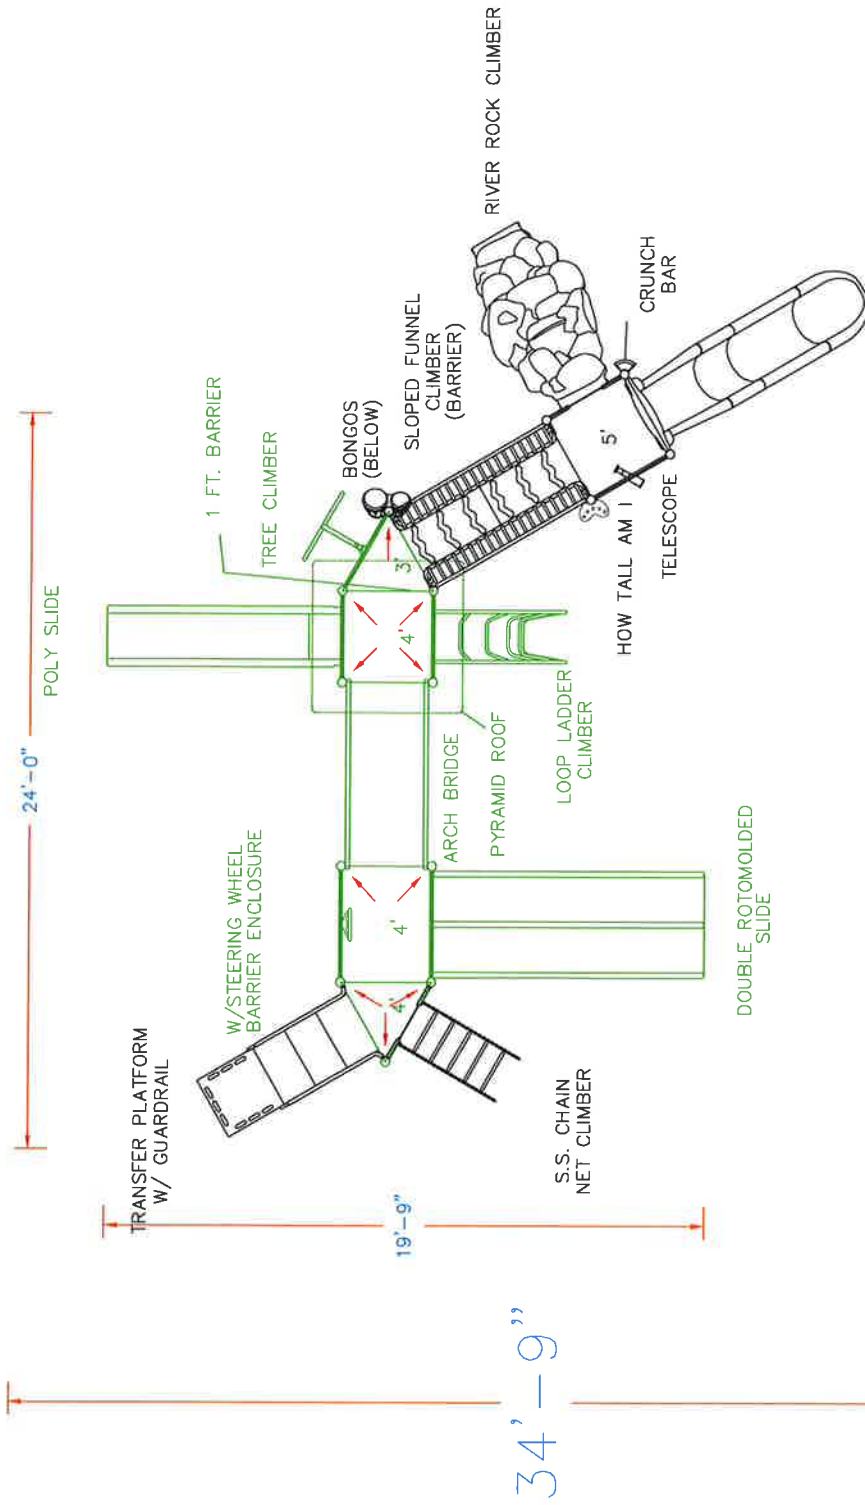 24'-0"
POLY SLIDE
1 FT. BARRIER
TREE CLIMBER
BONGOS
(BELOW)
SLOPED FUNNEL
CLIMBER
(BARRIER)
RIVER ROCK CLIMBER
CRUNCH
BAR
5'
TELESCOPE
HOW TALL AM I
3'
4'
LOOP LADDER
CLIMBER
PYRAMID ROOF
ARCH BRIDGE
W/STEERING WHEEL
BARRIER ENCLOSURE
4'
4'
DOUBLE ROTOMOLDED
SLIDE
TRANSFER PLATFORM
W/ GUARDRAIL
S.S. CHAIN
NET CLIMBER
19'-9"
34'-9"